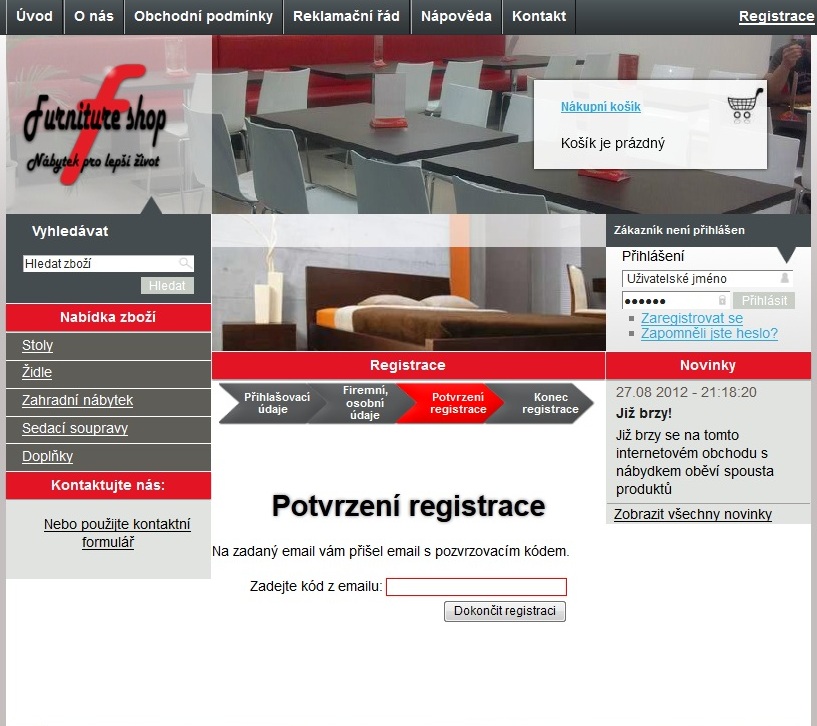 Úvod
O nás
Obchodní podmínky
Reklamační řád
Nápověda
Kontakt
Registrace
Furniture shop
Nábytek pro lepší život
Nákupní košík
Košík je prázdný
Vyhledávat
Hledat zboží
Hledat
Nabídka zboží
Stoly
Židle
Zahradní nábytek
Sedací soupravy
Doplňky
Kontaktujte nás:
Nebo použijte kontaktní
formulář
Registrace
Přihlašovací
údaje
Firemní,
osobní
údaje
Potvrzení
registrace
Konec
registrace
Potvrzení registrace
Na zadaný email vám přišel email s pozvrzovacím kódem.
Zadejte kód z emailu:
Dokončit registraci
Zákazník není přihlášen
Přihlášení
Uživatelské jméno
••••••
Přihlásit
Zaregistrovat se
Zapomněli jste heslo?
Novinky
27.08 2012 - 21:18:20
Již brzy!
Již brzy se na tomto
internetovém obchodu s
nábydkem oběví spousta
produktů
Zobrazit všechny novinky